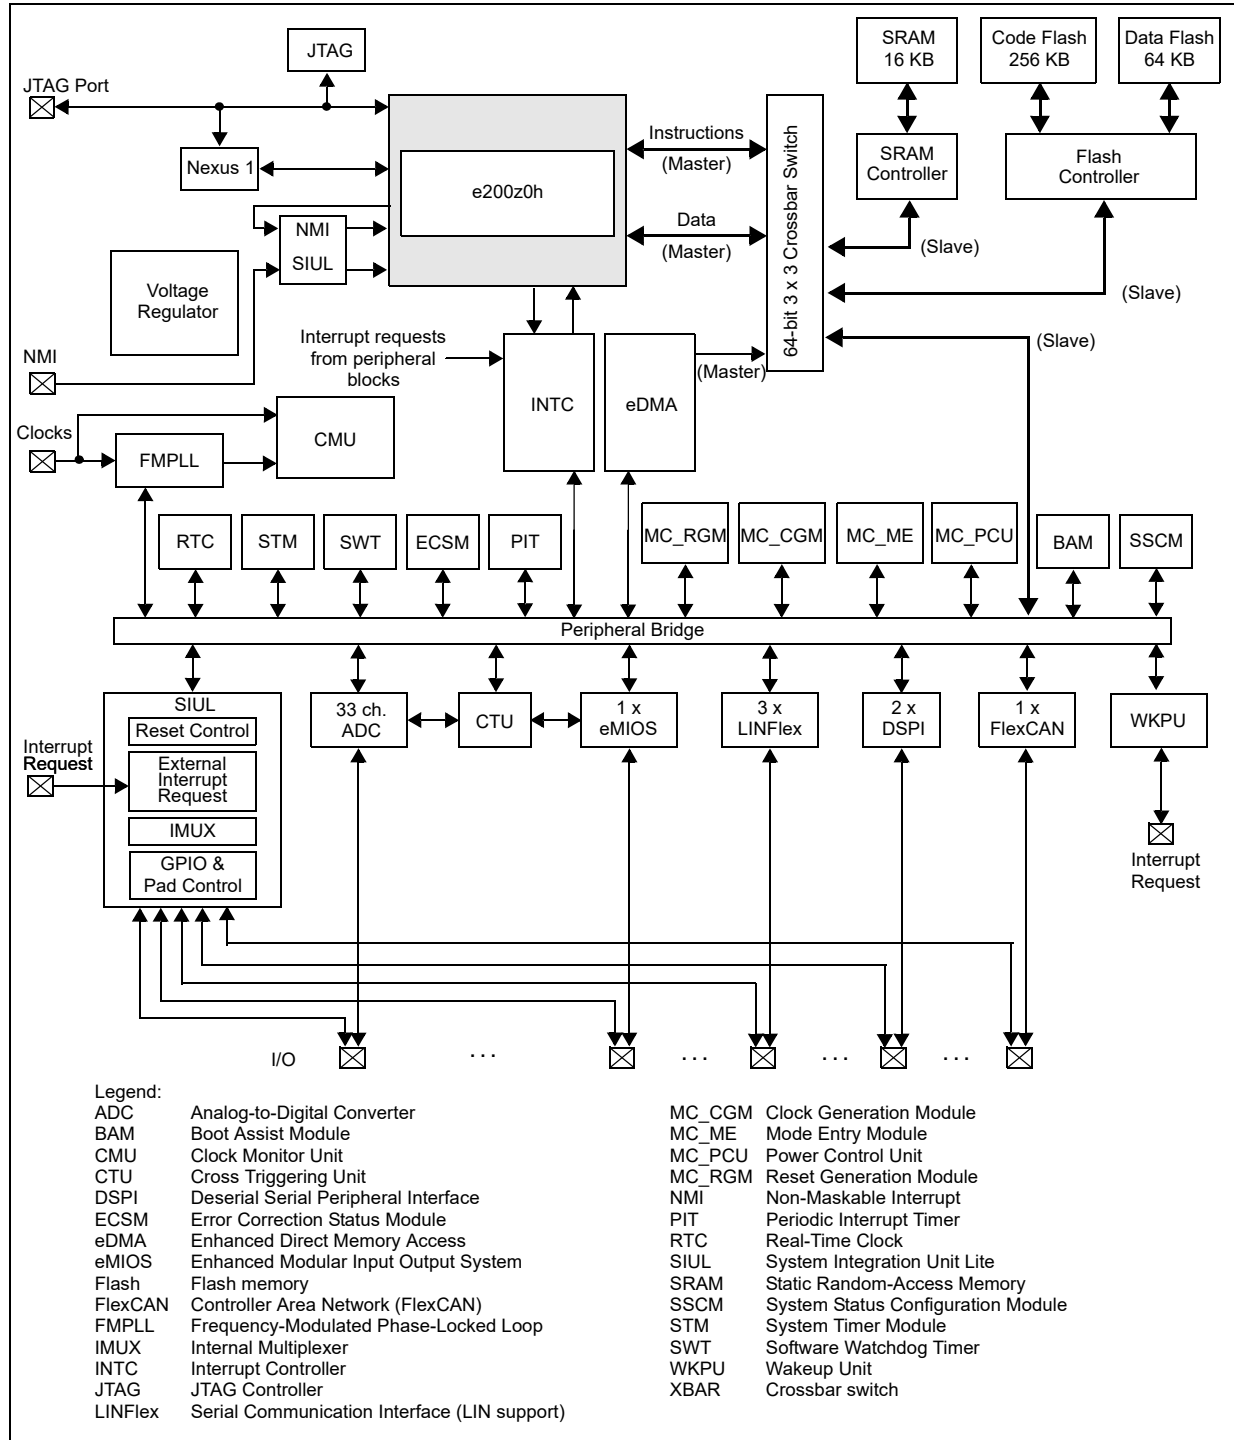 JTAG
JTAG Port
Nexus 1
e200z0h
NMI
SIUL
Voltage
Regulator
NMI
Clocks
FMPLL
CMU
Interrupt requests
from peripheral
blocks
INTC
eDMA
Instructions
(Master)
Data
(Master)
(Master)
64-bit 3 x 3 Crossbar Switch
SRAM
16 KB
Code Flash
256 KB
Data Flash
64 KB
SRAM
Controller
Flash
Controller
(Slave)
(Slave)
(Slave)
RTC
STM
SWT
ECSM
PIT
MC_RGM
MC_CGM
MC_ME
MC_PCU
BAM
SSCM
Peripheral Bridge
SIUL
Reset Control
External
Interrupt
Request
IMUX
GPIO &
Pad Control
Interrupt
Request
33 ch.
ADC
CTU
1 x
eMIOS
3 x
LINFlex
2 x
DSPI
1 x
FlexCAN
WKPU
Interrupt
Request
I/O
. . .
. . .
. . .
. . .
Legend:
ADC Analog-to-Digital Converter
BAM Boot Assist Module
CMU Clock Monitor Unit
CTU Cross Triggering Unit
DSPI Deserial Serial Peripheral Interface
ECSM Error Correction Status Module
eDMA Enhanced Direct Memory Access
eMIOS Enhanced Modular Input Output System
Flash Flash memory
FlexCAN Controller Area Network (FlexCAN)
FMPLL Frequency-Modulated Phase-Locked Loop
IMUX Internal Multiplexer
INTC Interrupt Controller
JTAG JTAG Controller
LINFlex Serial Communication Interface (LIN support)
MC_CGM Clock Generation Module
MC_ME Mode Entry Module
MC_PCU Power Control Unit
MC_RGM Reset Generation Module
NMI Non-Maskable Interrupt
PIT Periodic Interrupt Timer
RTC Real-Time Clock
SIUL System Integration Unit Lite
SRAM Static Random-Access Memory
SSCM System Status Configuration Module
STM System Timer Module
SWT Software Watchdog Timer
WKPU Wakeup Unit
XBAR Crossbar switch